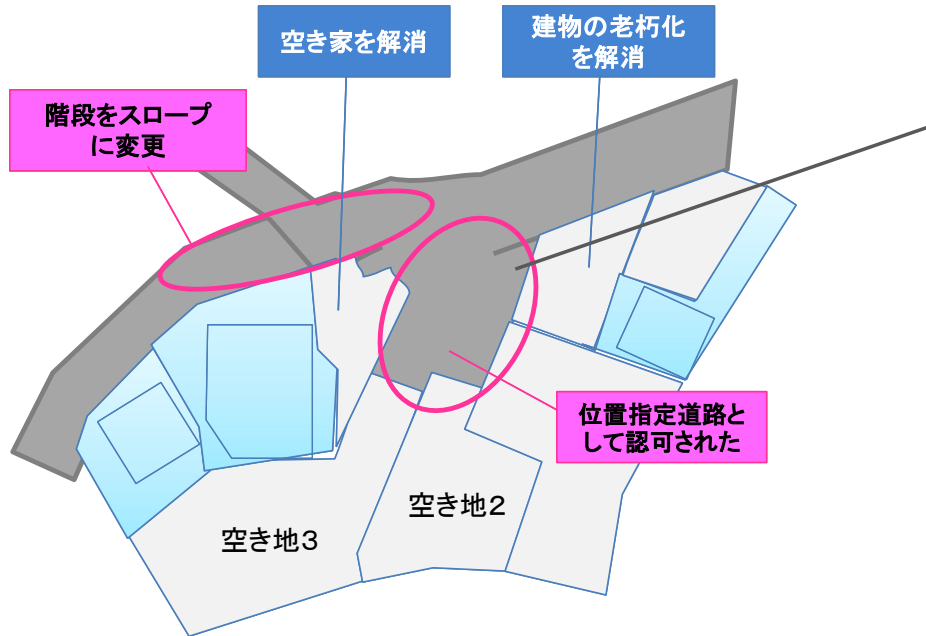 空き家を解消
建物の老朽化
を解消
階段をスロープ
に変更
位置指定道路と
して認可された
空き地2
空き地3